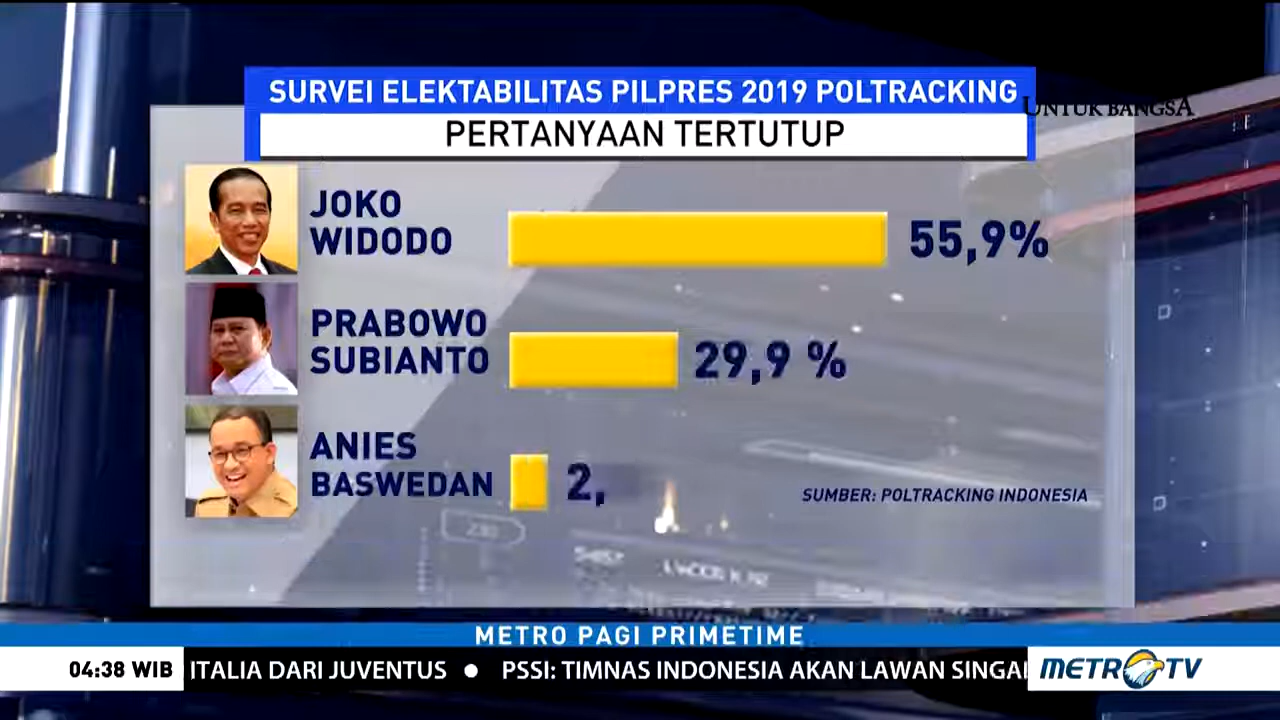 SURVEI ELEKTABILITAS PILPRES 2019 POLTRACKING
UNTUK BANGSA
PERTANYAAN TERTUTUP
JOKO
WIDODO
55,9%
PRABOWO
SUBIANTO
29,9 %
ANIES
BASWEDAN
2,
SUMBER: POLTRACKING INDONESIA
METRO PAGI PRIMETIME
04:38 WIB
ITALIA DARI JUVENTUS ● PSSI: TIMNAS INDONESIA AKAN LAWAN SINGA
METRO TV